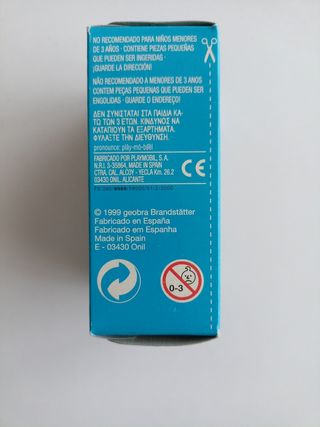 NO RECOMENDADO PARA NIÑOS MENORES
DE 3 AÑOS · CONTIENE PIEZAS PEQUEÑAS
QUE PUEDEN SER INGERIDAS ·
¡GUARDE LA DIRECCIÓN!
NÃO RECOMENDADO A MENORES DE 3 ANOS
CONTEM PEÇAS PEQUENAS QUE PODEM SER
ENGOLIDAS · GUARDE O ENDEREÇO!
ΔΕΝ ΣΥΝΙΣΤΑΤΑΙ ΣΤΑ ΠΑΙΔΙΑ ΚΑ-
ΤΩ ΤΩΝ 3 ΕΤΩΝ. ΚΙΝΔΥΝΟΣ ΝΑ
ΚΑΤΑΠΙΟΥΝ ΤΑ ΕΞΑΡΤΗΜΑΤΑ.
ΦΥΛΑΞΤΕ ΤΗΝ ΔΙΕΥΘΥΝΣΗ.
pronounce: play-mō-bēēl
FABRICADO POR PLAYMOBIL, S.A.
N.R.I. 3-35864, MADE IN SPAIN
CTRA. CAL. ALCOY - YECLA Km. 26.2
03430 ONIL ALICANTE
CE
© 1999 geobra Brandstätter
Fabricado en España
Fabricado em Espanha
Made in Spain
E - 03430 Onil
0-3